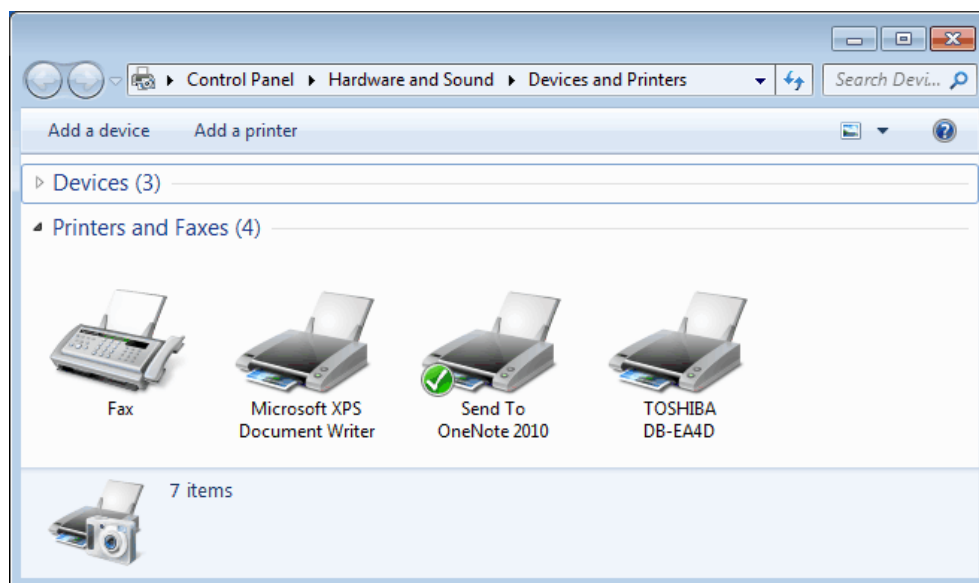 Control Panel Hardware and Sound Devices and Printers Search Devi...
Add a device Add a printer
Devices (3)
Printers and Faxes (4)
Fax
Microsoft XPS
Document Writer
Send To
OneNote 2010
TOSHIBA
DB-EA4D
7 items